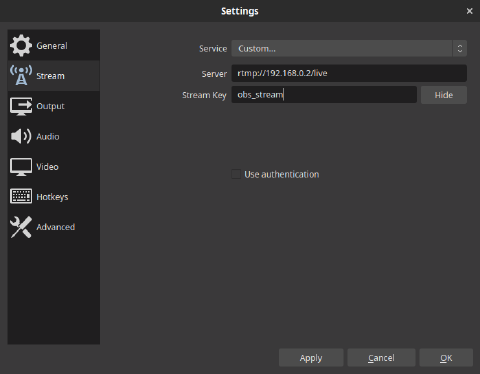 Settings
General
Stream
Output
Audio
Video
Hotkeys
Advanced
Service Custom...
Server rtmp://192.168.0.2/live
Stream Key obs_stream Hide
Use authentication
Apply Cancel OK